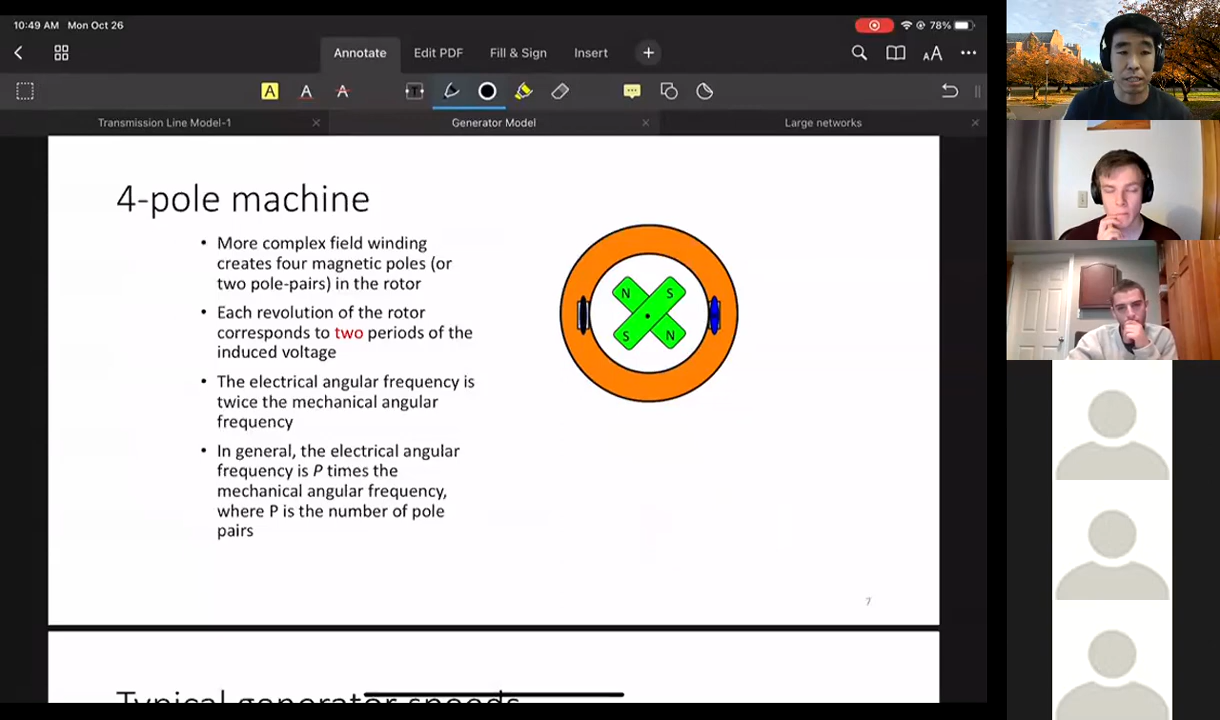 10:49 AM Mon Oct 26
78%
Annotate Edit PDF Fill & Sign Insert +
AA
A A A T
Transmission Line Model-1 × Generator Model × Large networks ×
4-pole machine
• More complex field winding
creates four magnetic poles (or
two pole-pairs) in the rotor
• Each revolution of the rotor
corresponds to two periods of the
induced voltage
• The electrical angular frequency is
twice the mechanical angular
frequency
• In general, the electrical angular
frequency is P times the
mechanical angular frequency,
where P is the number of pole
pairs
N S
S N
7
Typical generator speeds